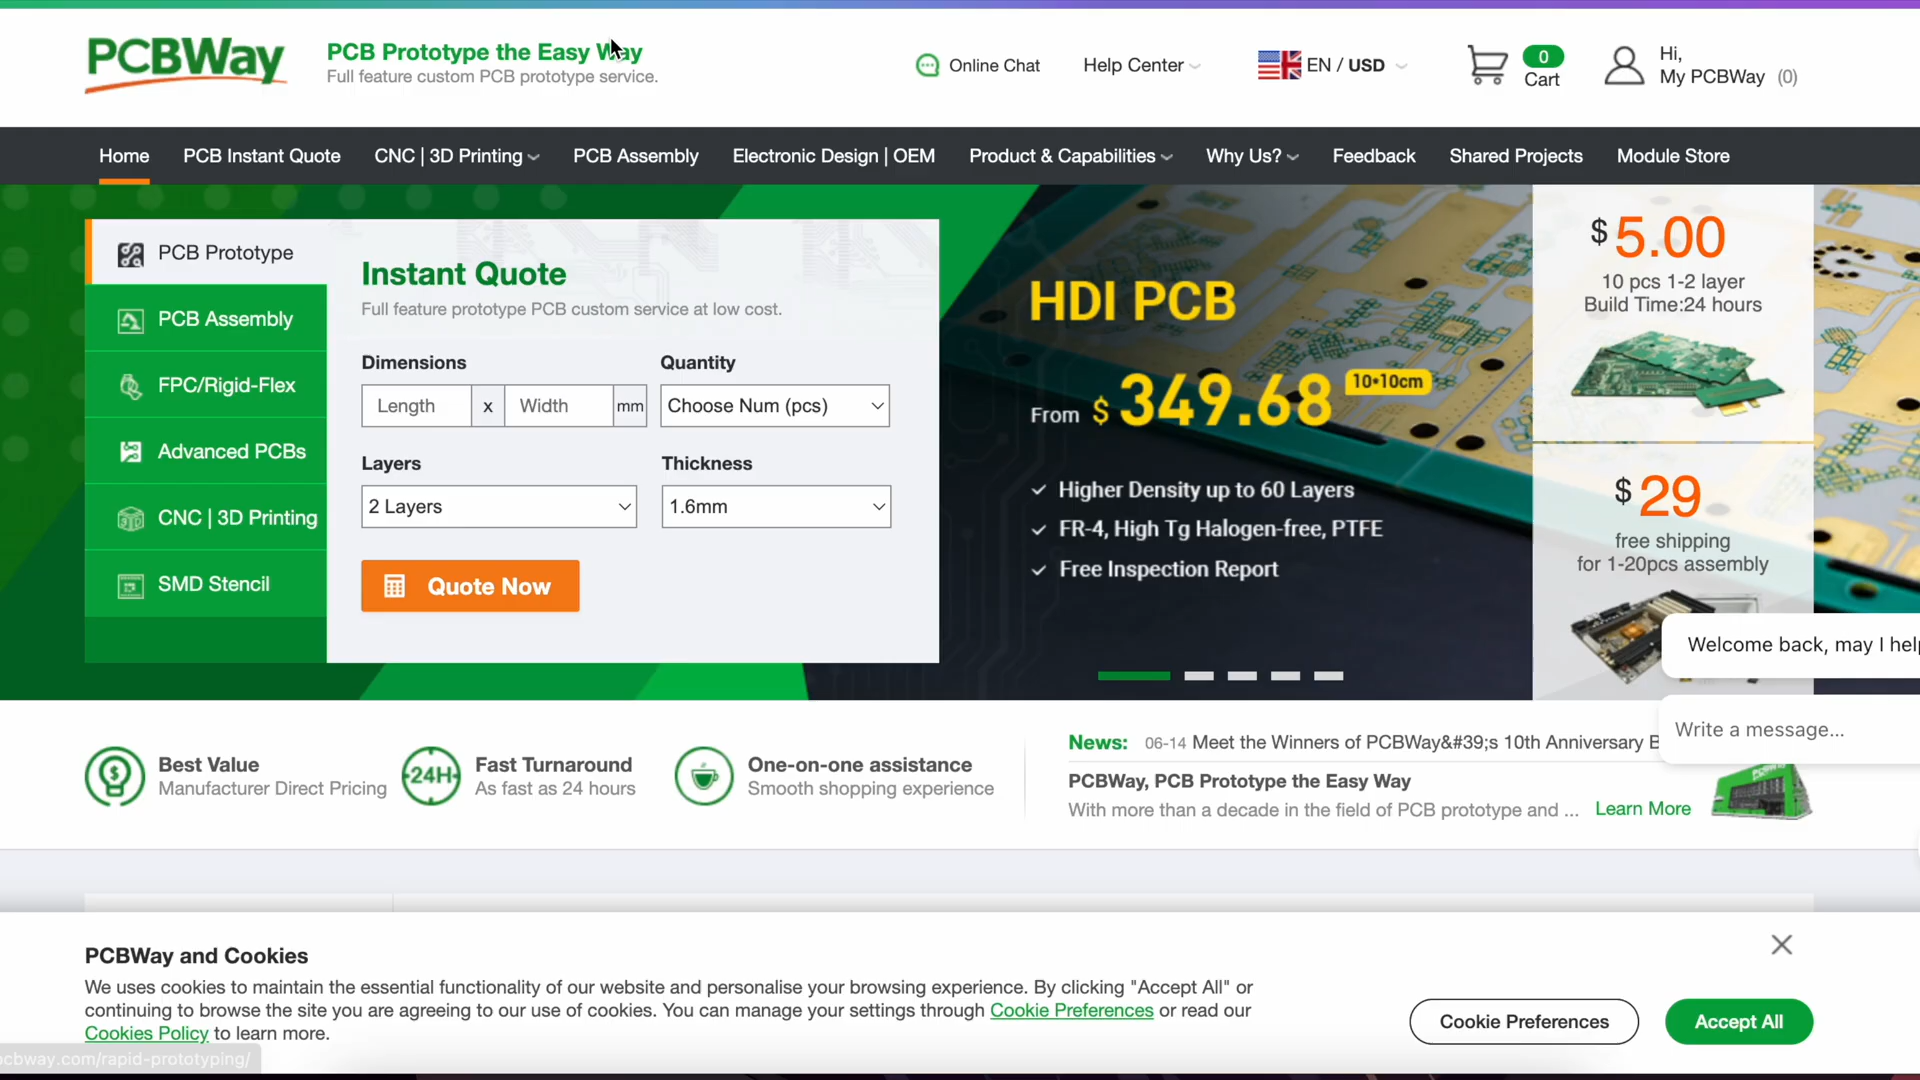 PCBWay
PCB Prototype the Easy Way
Full feature custom PCB prototype service.
Online Chat
Help Center
EN / USD
0
Cart
Hi,
My PCBWay (0)
Home
PCB Instant Quote
CNC | 3D Printing
PCB Assembly
Electronic Design | OEM
Product & Capabilities
Why Us?
Feedback
Shared Projects
Module Store
PCB Prototype
PCB Assembly
FPC/Rigid-Flex
Advanced PCBs
CNC | 3D Printing
SMD Stencil
Instant Quote
Full feature prototype PCB custom service at low cost.
Dimensions
Quantity
Length x Width mm
Choose Num (pcs)
Layers
Thickness
2 Layers
1.6mm
Quote Now
HDI PCB
From $ 349.68 10*10cm
Higher Density up to 60 Layers
FR-4, High Tg Halogen-free, PTFE
Free Inspection Report
$ 5.00
10 pcs 1-2 layer
Build Time:24 hours
$ 29
free shipping
for 1-20pcs assembly
Welcome back, may I help
Write a message...
Best Value
Manufacturer Direct Pricing
24H
Fast Turnaround
As fast as 24 hours
One-on-one assistance
Smooth shopping experience
News: 06-14 Meet the Winners of PCBWay&#39;s 10th Anniversary B
PCBWay, PCB Prototype the Easy Way
With more than a decade in the field of PCB prototype and ... Learn More
PCBWay and Cookies
We uses cookies to maintain the essential functionality of our website and personalise your browsing experience. By clicking "Accept All" or
continuing to browse the site you are agreeing to our use of cookies. You can manage your settings through Cookie Preferences or read our
Cookies Policy to learn more.
Cookie Preferences
Accept All
pcbway.com/rapid-prototyping/